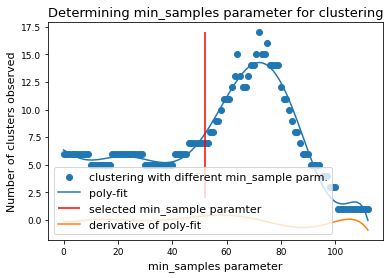 Determining min_samples parameter for clustering
17.5
15.0
12.5
10.0
7.5
5.0
2.5
0.0
Number of clusters observed
clustering with different min_sample parm.
poly-fit
selected min_sample paramter
derivative of poly-fit
0 20 40 60 80 100
min_samples parameter